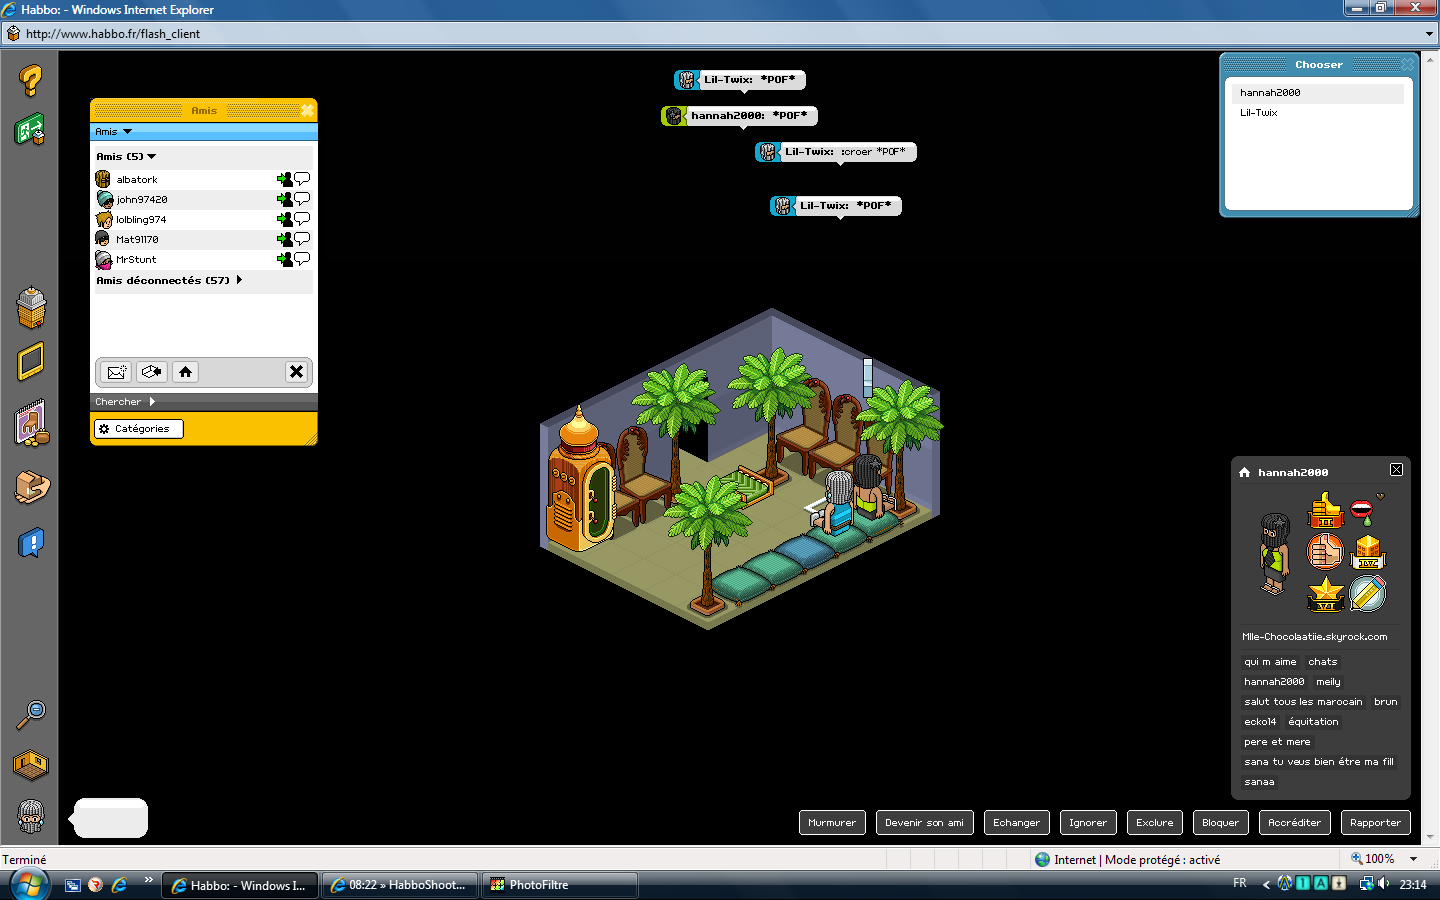 Habbo: - Windows Internet Explorer
http://www.habbo.fr/flash_client
Lil-Twix: *POF*
hannah2000: *POF*
Lil-Twix: :croer *POF*
Lil-Twix: *POF*
Amis
Amis
Amis (5)
albatork
john97420
lolbling974
Mat91170
MrStunt
Amis déconnectés (57)
Chercher
Catégories
Chooser
hannah2000
Lil-Twix
hannah2000
Mlle-Chocolaatiie.skyrock.com
qui m aime chats
hannah2000 meily
salut tous les marocain brun
ecko14 équitation
pere et mere
sana tu veus bien étre ma fill
sanaa
Murmurer Devenir son ami Echanger Ignorer Exclure Bloquer Accréditer Rapporter
Terminé
Internet | Mode protégé : activé
100%
Habbo: - Windows I...
08:22 » HabboShoot...
PhotoFiltre
FR
23:14